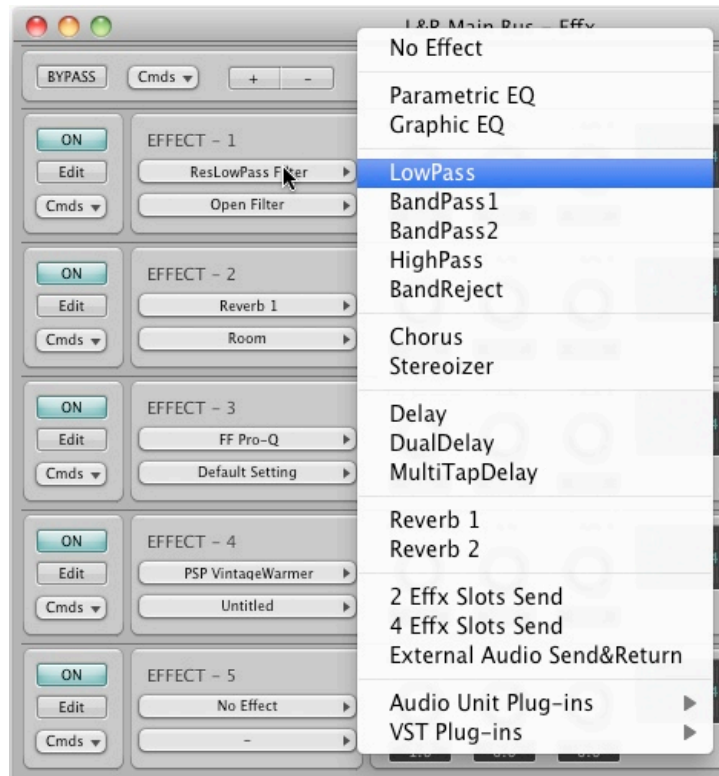 L&R Main Bus – Effx
BYPASS
Cmds
+
-
ON
Edit
Cmds
EFFECT – 1
ResLowPass Filter
Open Filter
ON
Edit
Cmds
EFFECT – 2
Reverb 1
Room
ON
Edit
Cmds
EFFECT – 3
FF Pro-Q
Default Setting
ON
Edit
Cmds
EFFECT – 4
PSP VintageWarmer
Untitled
ON
Edit
Cmds
EFFECT – 5
No Effect
-
No Effect
Parametric EQ
Graphic EQ
LowPass
BandPass1
BandPass2
HighPass
BandReject
Chorus
Stereoizer
Delay
DualDelay
MultiTapDelay
Reverb 1
Reverb 2
2 Effx Slots Send
4 Effx Slots Send
External Audio Send&Return
Audio Unit Plug-ins
VST Plug-ins